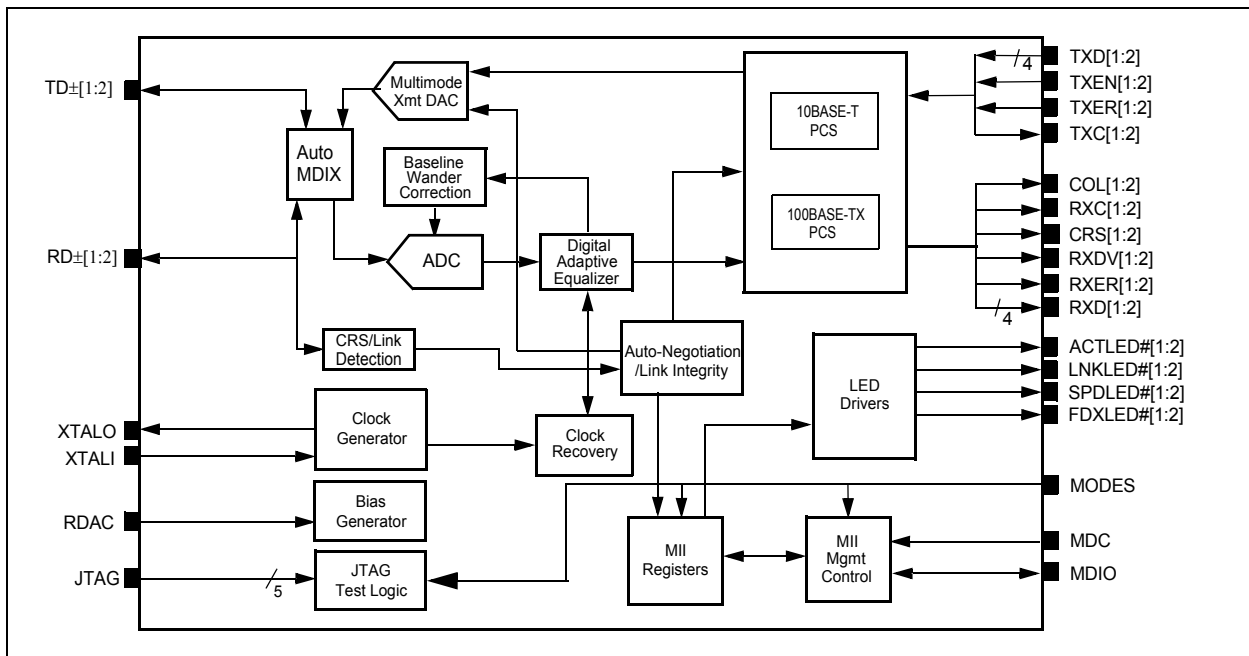 TD±[1:2]
RD±[1:2]
XTALO
XTALI
RDAC
JTAG
5
Multimode
Xmt DAC
Auto
MDIX
Baseline
Wander
Correction
ADC
Digital
Adaptive
Equalizer
CRS/Link
Detection
Auto-Negotiation
/Link Integrity
Clock
Generator
Clock
Recovery
Bias
Generator
JTAG
Test Logic
10BASE-T
PCS
100BASE-TX
PCS
LED
Drivers
MII
Registers
MII
Mgmt
Control
4
TXD[1:2]
TXEN[1:2]
TXER[1:2]
TXC[1:2]
COL[1:2]
RXC[1:2]
CRS[1:2]
RXDV[1:2]
RXER[1:2]
4
RXD[1:2]
ACTLED#[1:2]
LNKLED#[1:2]
SPDLED#[1:2]
FDXLED#[1:2]
MODES
MDC
MDIO